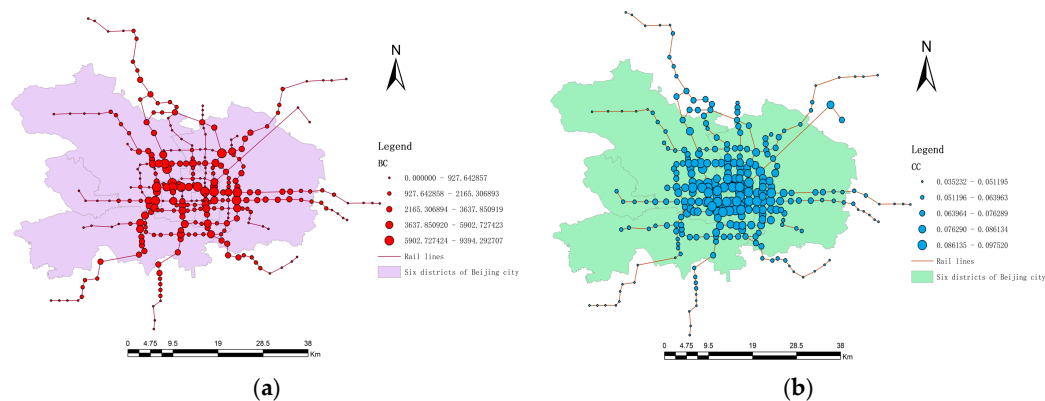 N
Legend
BC
0.000000 - 927.642857
927.642858 - 2165.306893
2165.306894 - 3637.850919
3637.850920 - 5902.727423
5902.727424 - 9394.292707
Rail lines
Six districts of Beijing city
0 4.75 9.5 19 28.5 38
Km
(a)
N
Legend
CC
0.035232 - 0.051195
0.051196 - 0.063963
0.063964 - 0.076289
0.076290 - 0.086134
0.086135 - 0.097520
Rail lines
Six districts of Beijing city
0 4.75 9.5 19 28.5 38
Km
(b)